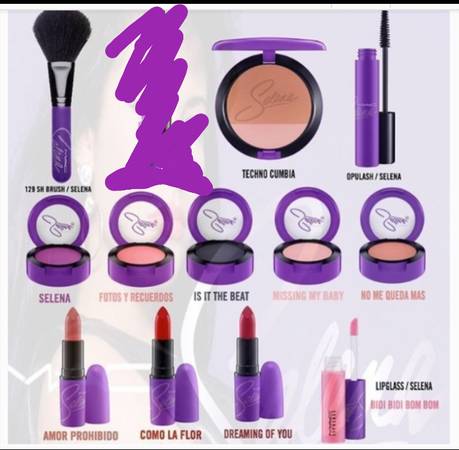 Selena
TECHNO CUMBIA
OPULASH / SELENA
129 SH BRUSH / SELENA
SELENA
FOTOS Y RECUERDOS
IS IT THE BEAT
MISSING MY BABY
NO ME QUEDA MAS
LIPGLASS / SELENA
BIDI BIDI BOM BOM
AMOR PROHIBIDO
COMO LA FLOR
DREAMING OF YOU